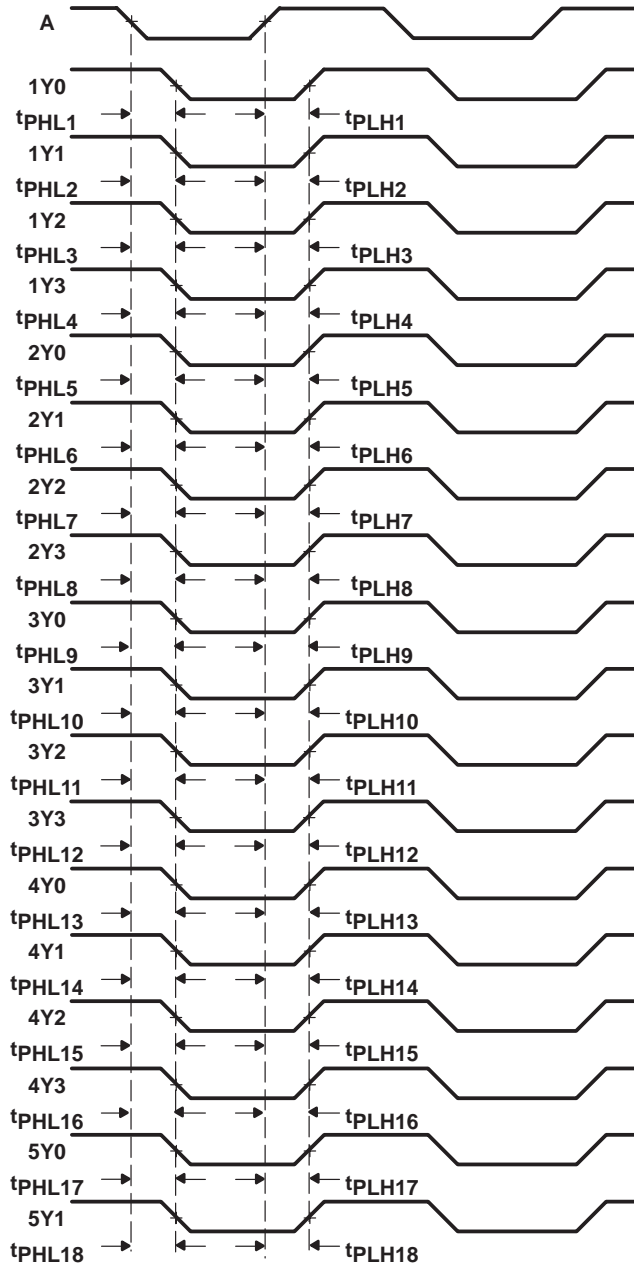 A
1Y0
tPHL1 tPLH1
1Y1
tPHL2 tPLH2
1Y2
tPHL3 tPLH3
1Y3
tPHL4 tPLH4
2Y0
tPHL5 tPLH5
2Y1
tPHL6 tPLH6
2Y2
tPHL7 tPLH7
2Y3
tPHL8 tPLH8
3Y0
tPHL9 tPLH9
3Y1
tPHL10 tPLH10
3Y2
tPHL11 tPLH11
3Y3
tPHL12 tPLH12
4Y0
tPHL13 tPLH13
4Y1
tPHL14 tPLH14
4Y2
tPHL15 tPLH15
4Y3
tPHL16 tPLH16
5Y0
tPHL17 tPLH17
5Y1
tPHL18 tPLH18